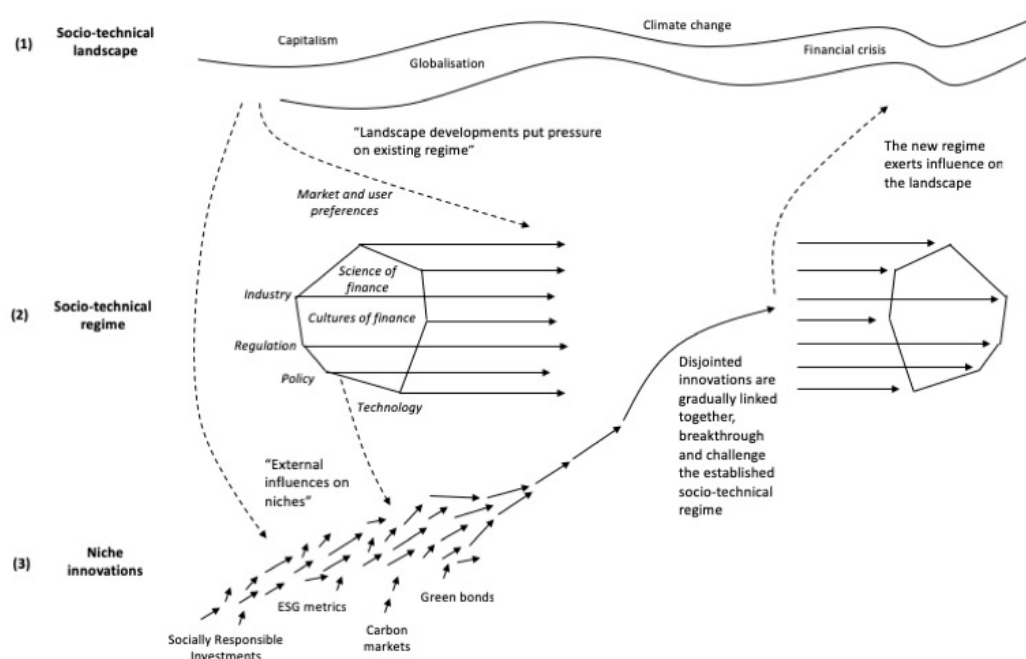 (1)
Socio-technical
landscape
Capitalism
Climate change
Globalisation
Financial crisis
“Landscape developments put pressure
on existing regime”
The new regime
exerts influence on
the landscape
Market and user
preferences
Science of
finance
Industry
Cultures of finance
(2)
Socio-technical
regime
Regulation
Policy
Technology
Disjointed
innovations are
gradually linked
together,
breakthrough
and challenge
the established
socio-technical
regime
“External
influences on
niches”
(3)
Niche
innovations
ESG metrics
Green bonds
Socially Responsible
Investments
Carbon
markets